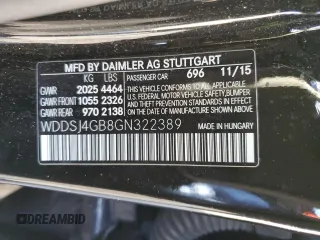 MFD BY DAIMLER AG STUTTGART
KG LBS PASSENGER CAR 696 11/15
GVWR 2025 4464
GAWR FRONT 1055 2326
GAWR REAR 970 2138
WDDSJ4GB8GN322389
HUNGARY
THIS VEHICLE CONFORMS TO ALL APPLICABLE
FEDERAL MOTOR VEHICLE SAFETY, BUMPER, AND
THEFT PREVENTION STANDARDS IN EFFECT ON THE
DATE OF MANUFACTURE SHOWN ABOVE
DREAMBID